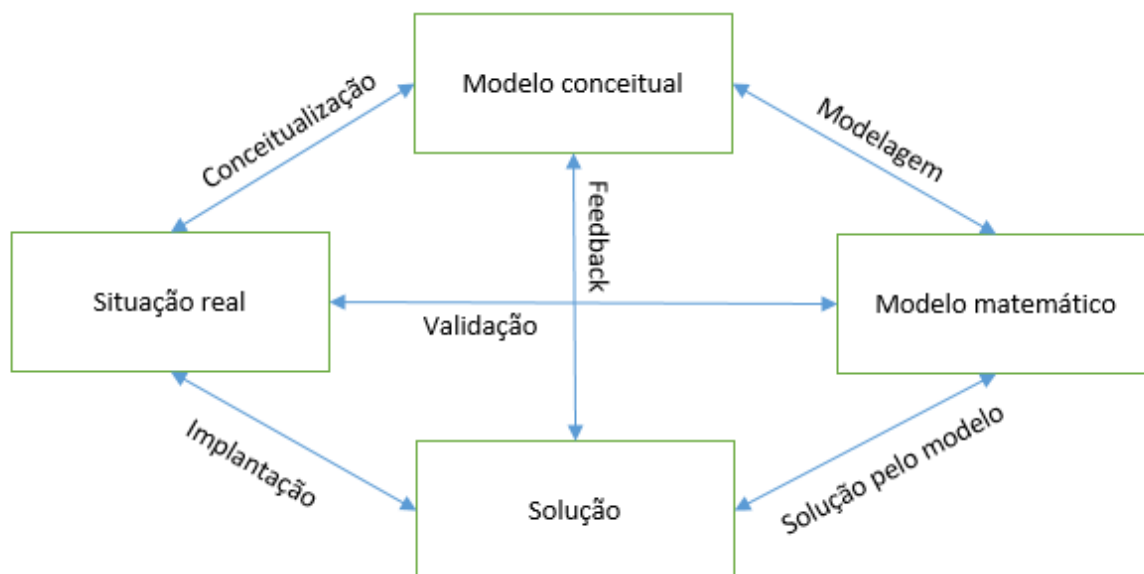 Modelo conceitual
Conceitualização
Modelagem
Feedback
Situação real
Modelo matemático
Validação
Implantação
Solução
Solução pelo modelo